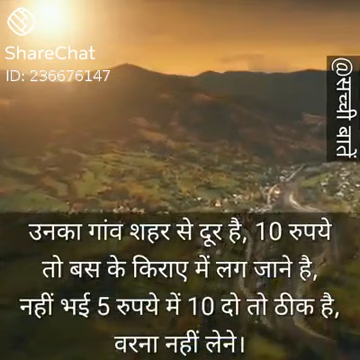 ShareChat
ID: 236676147
@सच्ची बातें
उनका गांव शहर से दूर है, 10 रुपये
तो बस के किराए में लग जाने है,
नहीं भई 5 रुपये में 10 दो तो ठीक है,
वरना नहीं लेने।